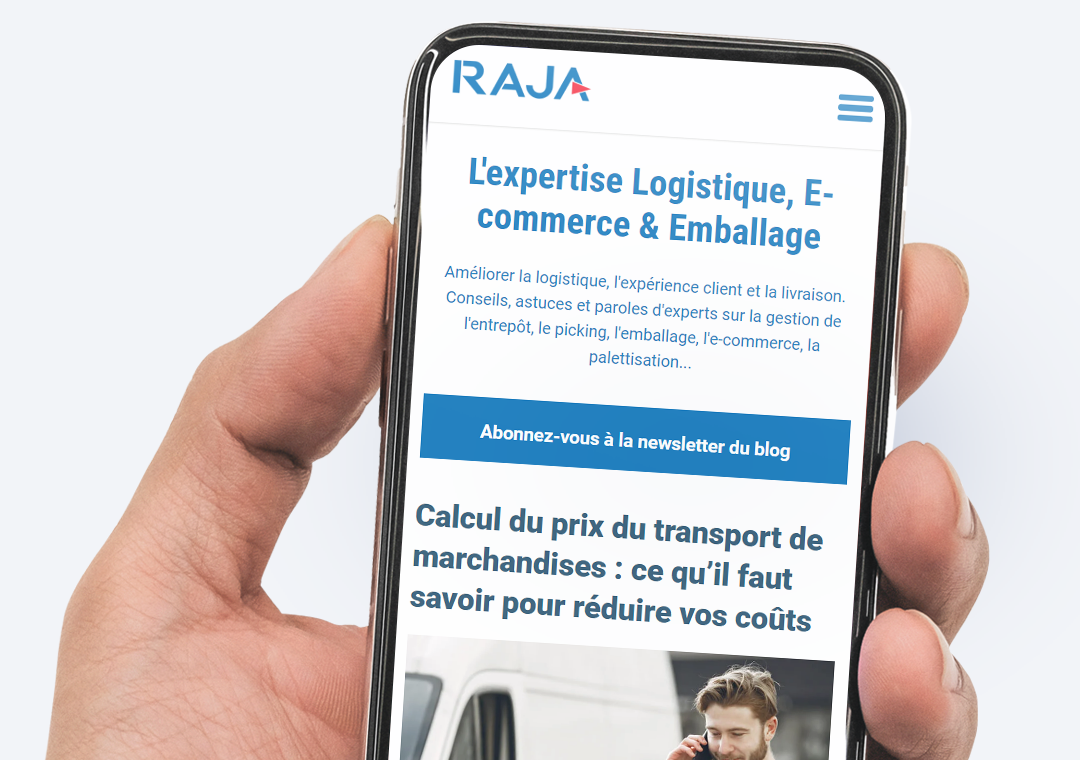 RAJA
L'expertise Logistique, E-
commerce & Emballage
Améliorer la logistique, l'expérience client et la livraison.
Conseils, astuces et paroles d'experts sur la gestion de
l'entrepôt, le picking, l'emballage, l'e-commerce, la
palettisation...
Abonnez-vous à la newsletter du blog
Calcul du prix du transport de
marchandises : ce qu’il faut
savoir pour réduire vos coûts